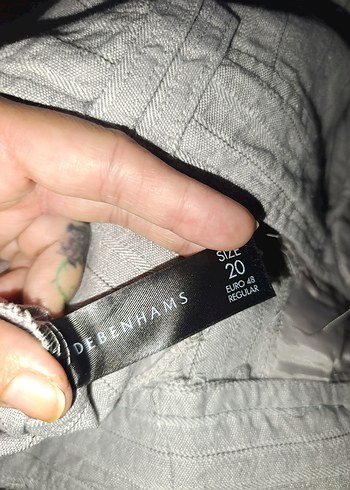 DEBENHAMS
SIZE
20
EURO 48
REGULAR